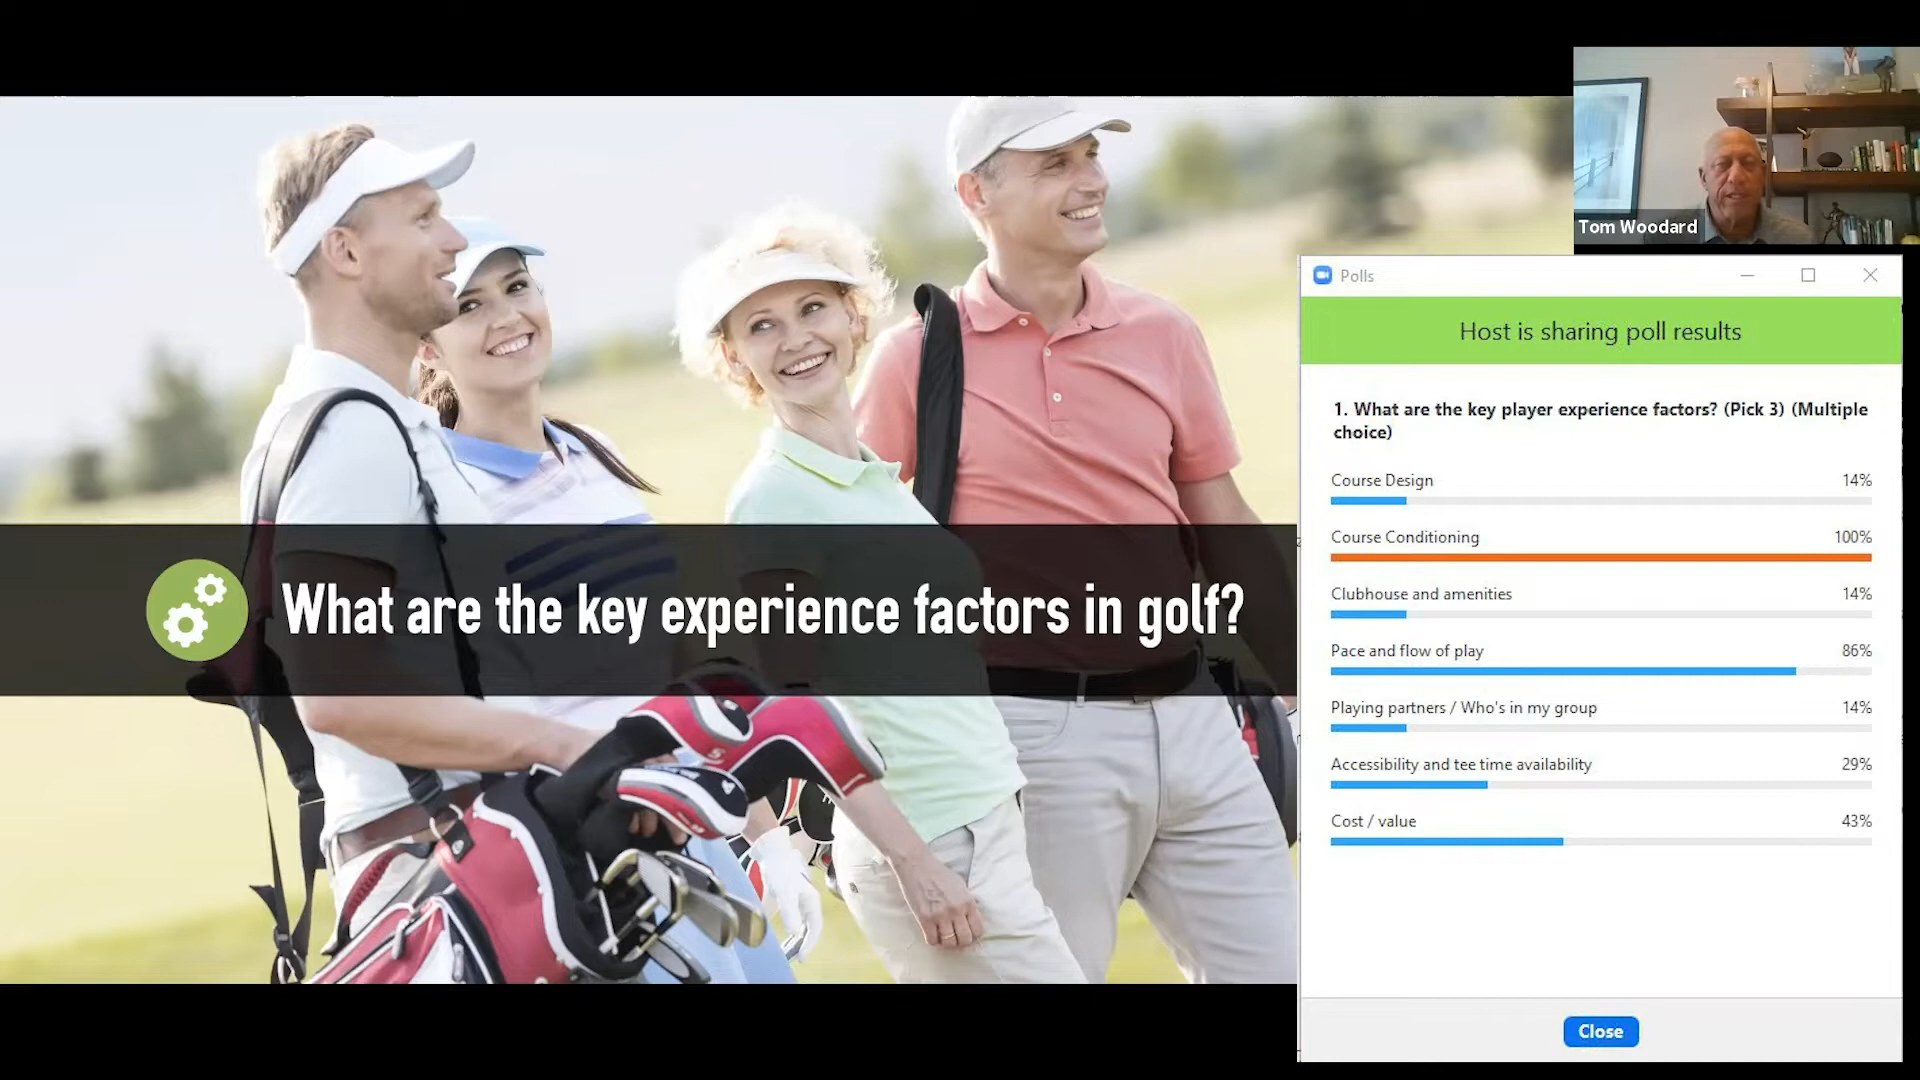 Tom Woodard
Polls
Host is sharing poll results
1. What are the key player experience factors? (Pick 3) (Multiple
choice)
Course Design 14%
Course Conditioning 100%
Clubhouse and amenities 14%
Pace and flow of play 86%
Playing partners / Who's in my group 14%
Accessibility and tee time availability 29%
Cost / value 43%
Close
What are the key experience factors in golf?